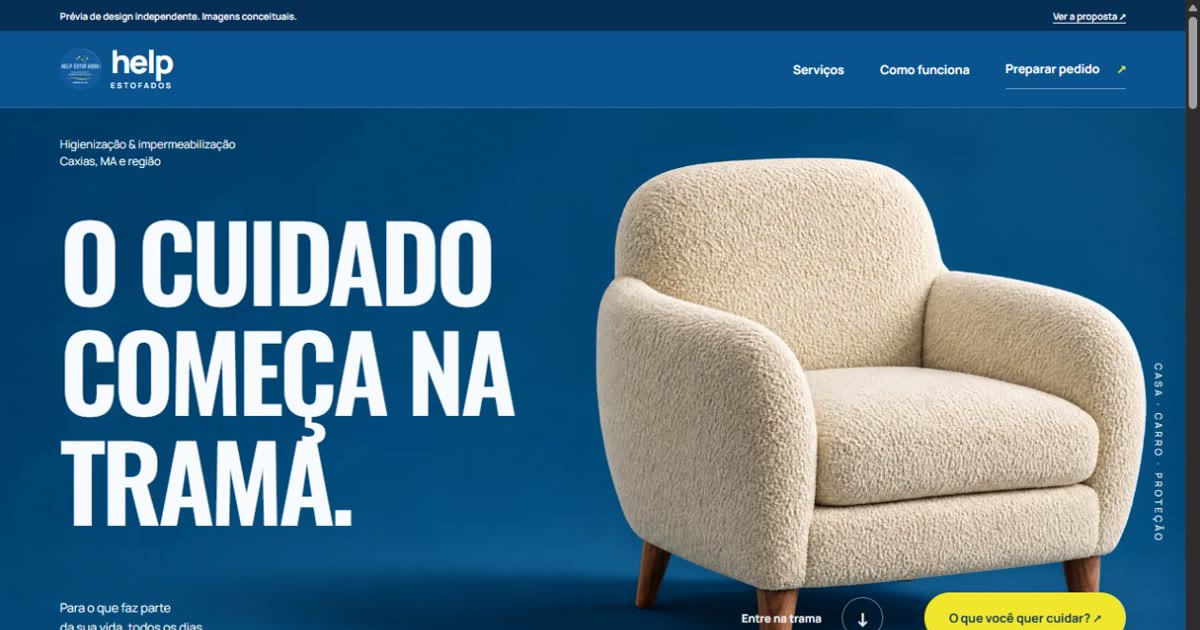 Prévia de design independente. Imagens conceituais.
Ver a proposta ↗
HELP ESTOFADOS
help
ESTOFADOS
Serviços
Como funciona
Preparar pedido ↗
Higienização & impermeabilização
Caxias, MA e região
O CUIDADO
COMEÇA NA
TRAMA.
CASA · CARRO · PROTEÇÃO
Para o que faz parte
da sua vida, todos os dias
Entre na trama ↓
O que você quer cuidar? ↗